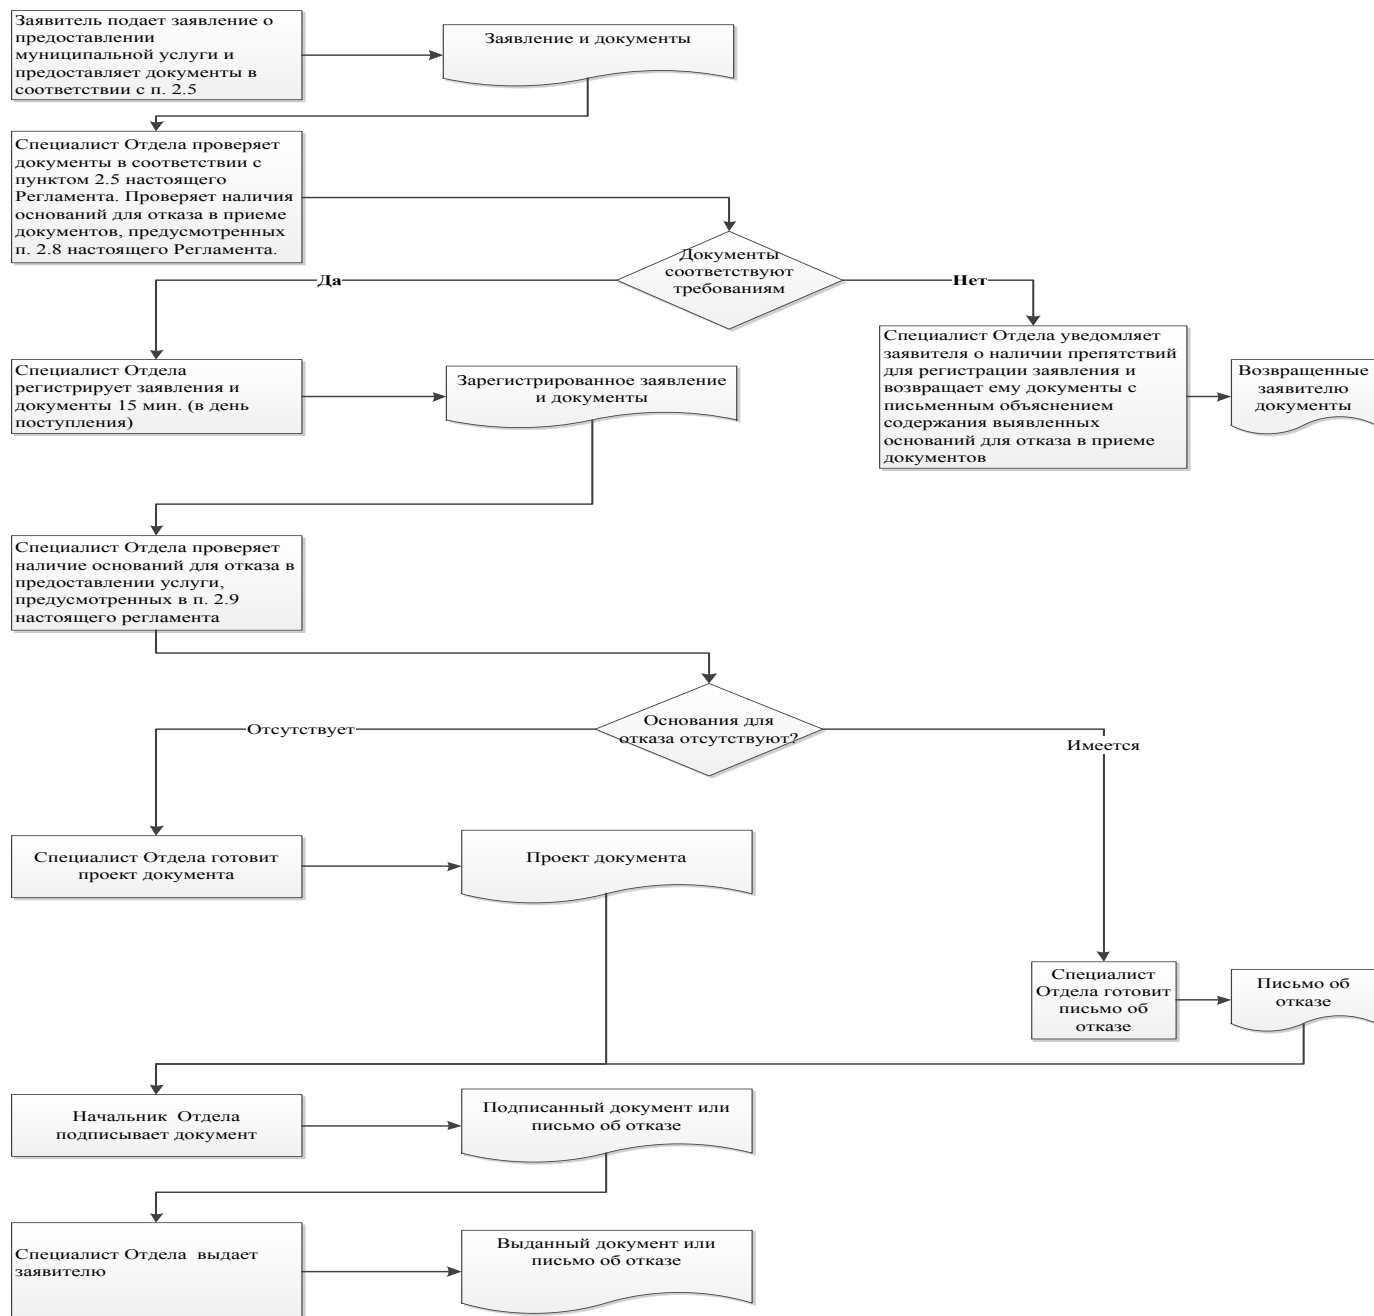 Заявитель подает заявление о
предоставлении
муниципальной услуги и
предоставляет документы в
соответствии с п. 2.5
Заявление и документы
Специалист Отдела проверяет
документы в соответствии с
пунктом 2.5 настоящего
Регламента. Проверяет наличия
оснований для отказа в приеме
документов, предусмотренных
п. 2.8 настоящего Регламента.
Документы
соответствуют
требованиям
Да
Нет
Специалист Отдела
регистрирует заявления и
документы 15 мин. (в день
поступления)
Зарегистрированное заявление
и документы
Специалист Отдела уведомляет
заявителя о наличии препятствий
для регистрации заявления и
возвращает ему документы с
письменным объяснением
содержания выявленных
оснований для отказа в приеме
документов
Возвращенные
заявителю
документы
Специалист Отдела проверяет
наличие оснований для отказа в
предоставлении услуги,
предусмотренных в п. 2.9
настоящего регламента
Основания для
отказа отсутствуют?
Отсутствует
Имеется
Специалист Отдела готовит
проект документа
Проект документа
Специалист
Отдела готовит
письмо об
отказе
Письмо об
отказе
Начальник  Отдела
подписывает документ
Подписанный документ или
письмо об отказе
Специалист Отдела  выдает
заявителю
Выданный документ или
письмо об отказе